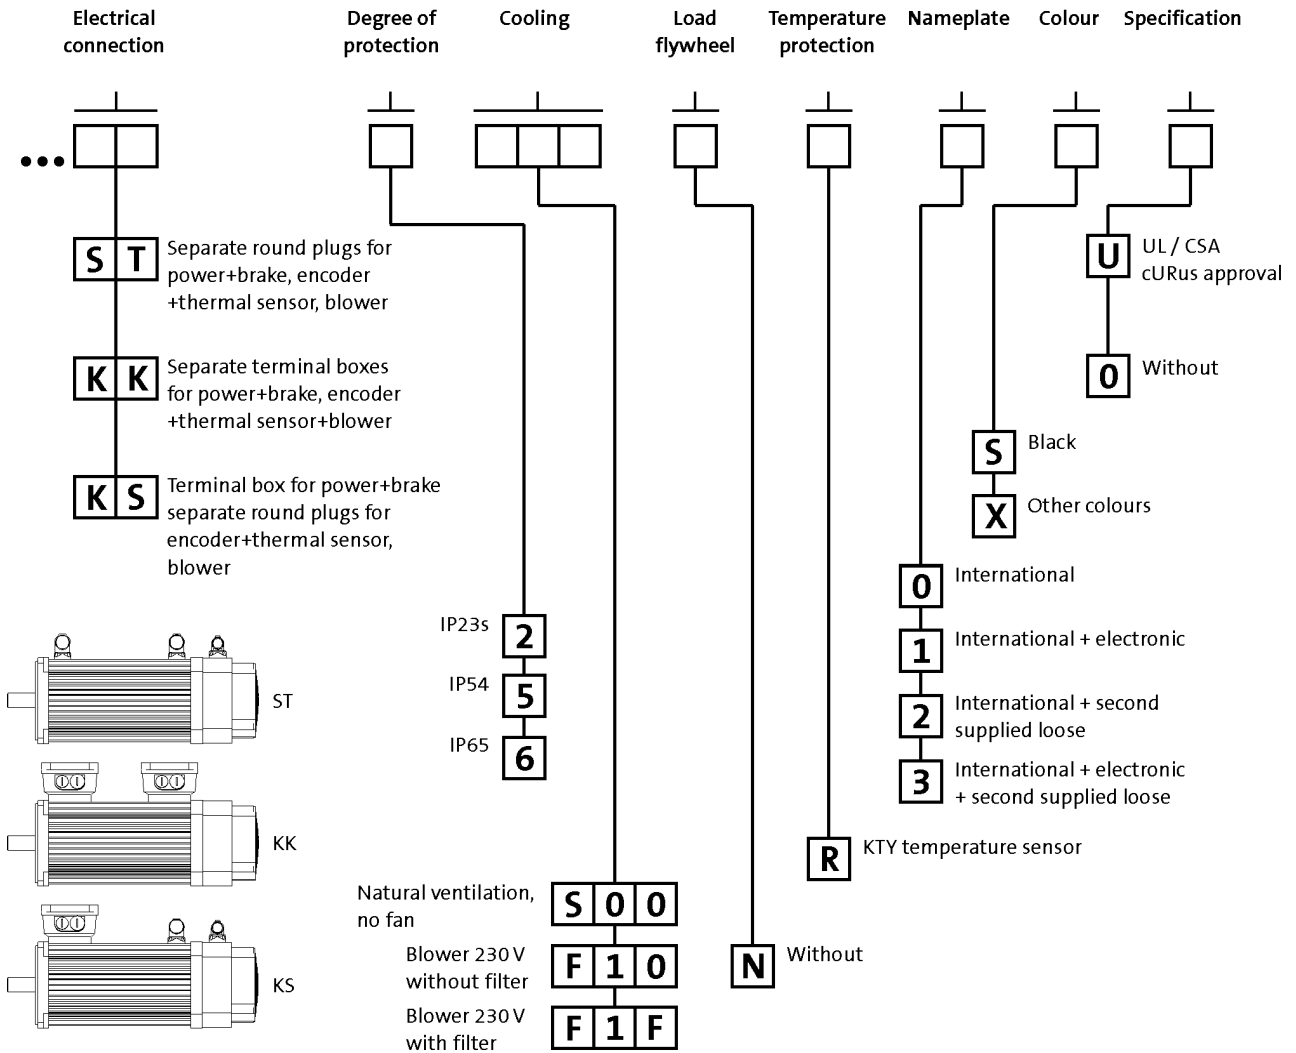 Electrical
connection
Degree of
protection
Cooling
Load
flywheel
Temperature
protection
Nameplate
Colour
Specification
...
S T
Separate round plugs for
power+brake, encoder
+thermal sensor, blower
K K
Separate terminal boxes
for power+brake, encoder
+thermal sensor+blower
K S
Terminal box for power+brake
separate round plugs for
encoder+thermal sensor,
blower
U
UL / CSA
cURus approval
0
Without
S
Black
X
Other colours
0
International
1
International + electronic
2
International + second
supplied loose
3
International + electronic
+ second supplied loose
IP23s
2
IP54
5
IP65
6
R
KTY temperature sensor
Natural ventilation,
no fan
S 0 0
Blower 230 V
without filter
F 1 0
Blower 230 V
with filter
F 1 F
N
Without
ST
KK
KS